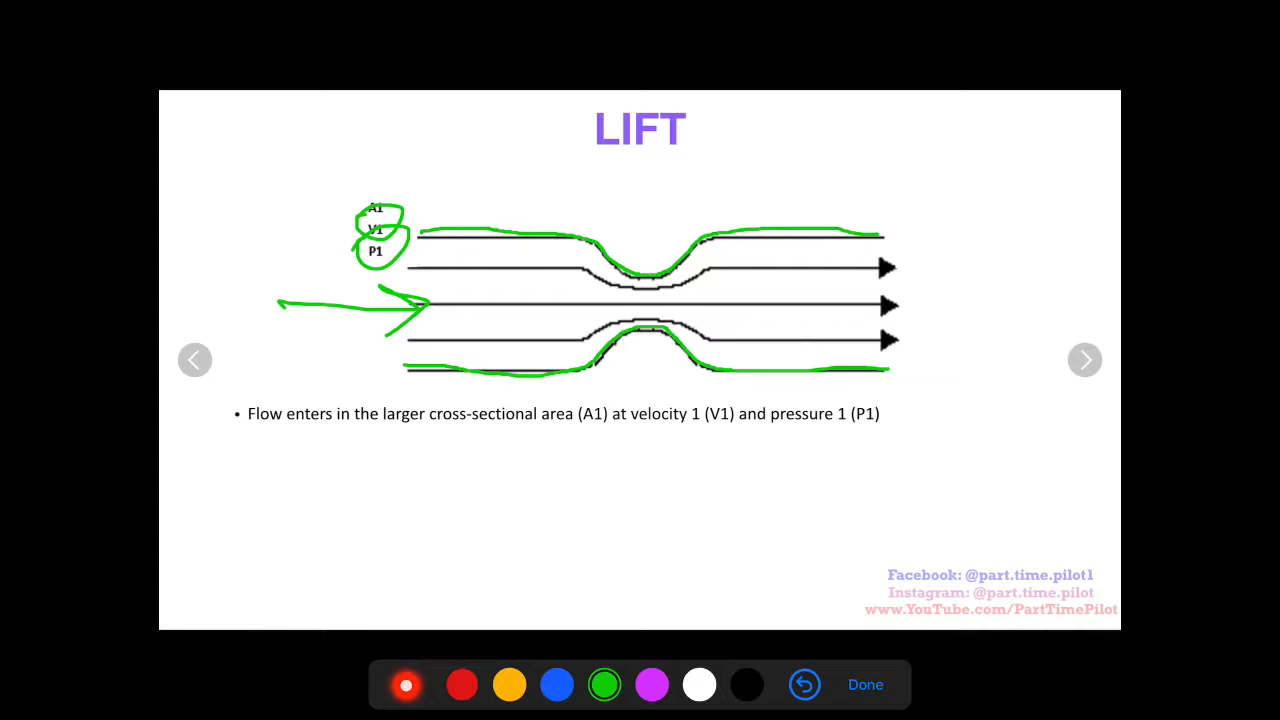 LIFT
A1
V1
P1
• Flow enters in the larger cross-sectional area (A1) at velocity 1 (V1) and pressure 1 (P1)
Facebook: @part.time.pilot1
Instagram: @part.time.pilot
www.YouTube.com/PartTimePilot
Done